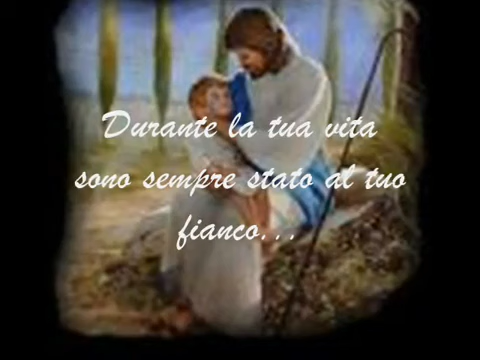 Durante la tua vita
sono sempre stato al tuo
fianco...